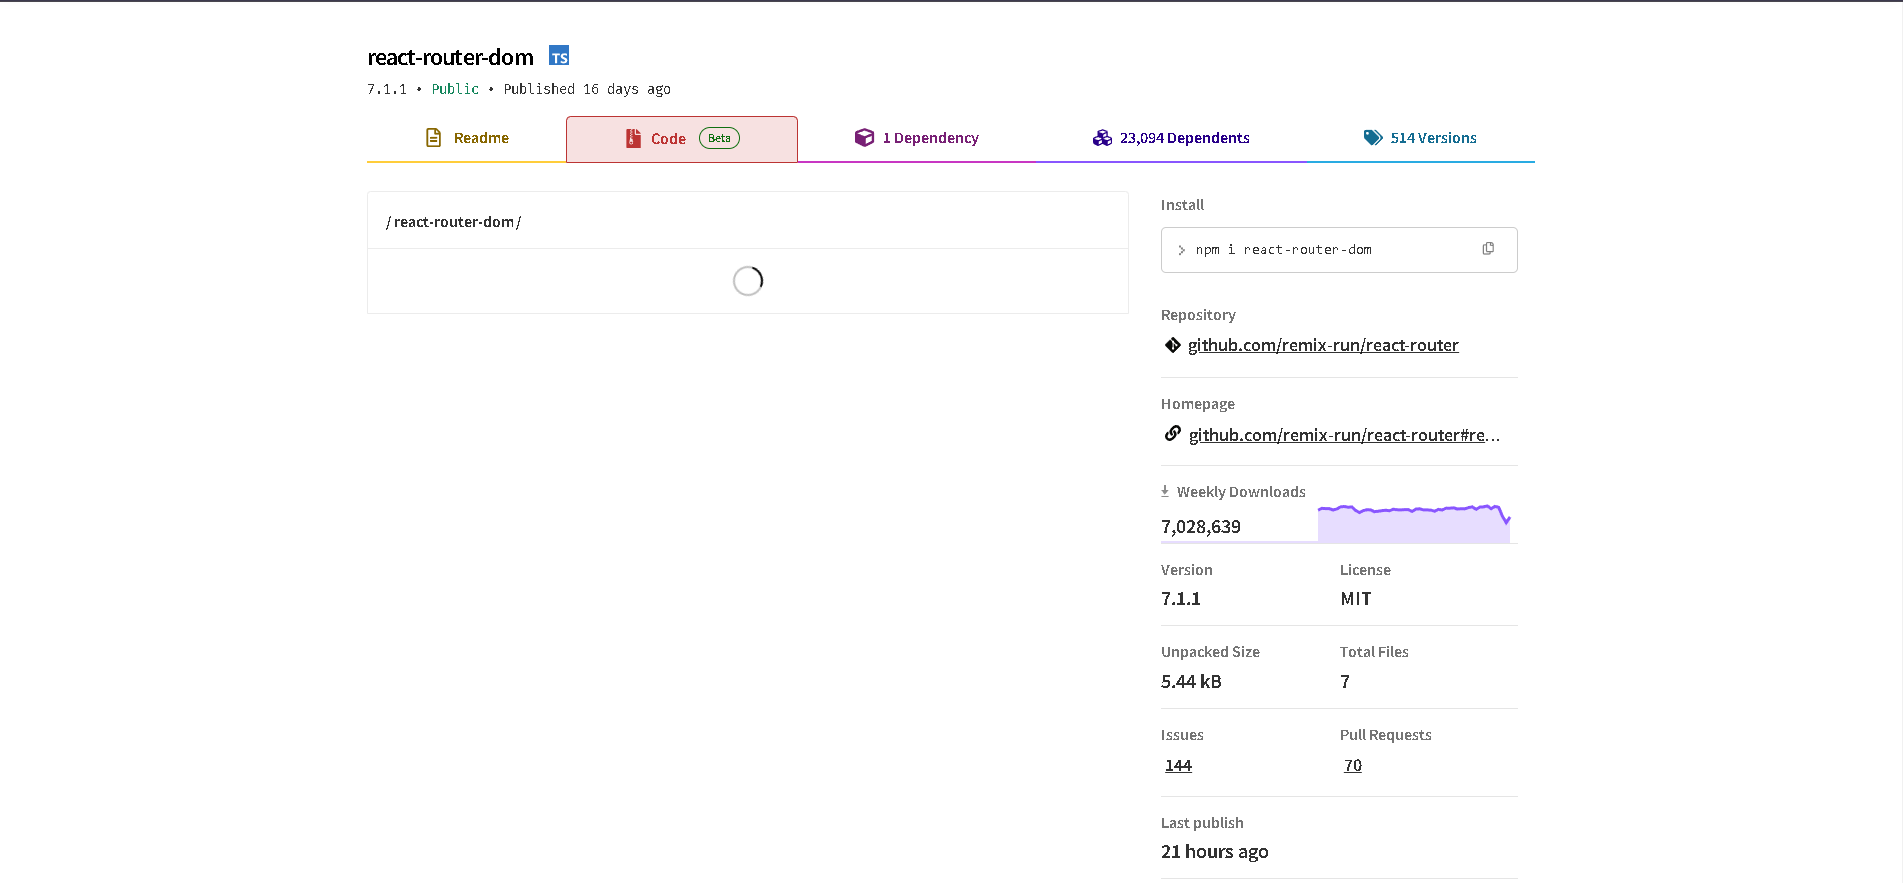 react-router-dom TS
7.1.1 • Public • Published 16 days ago
Readme
Code Beta
1 Dependency
23,094 Dependents
514 Versions
/react-router-dom/
Install
npm i react-router-dom
Repository
github.com/remix-run/react-router
Homepage
github.com/remix-run/react-router#re...
Weekly Downloads
7,028,639
Version
7.1.1
License
MIT
Unpacked Size
5.44 kB
Total Files
7
Issues
144
Pull Requests
70
Last publish
21 hours ago